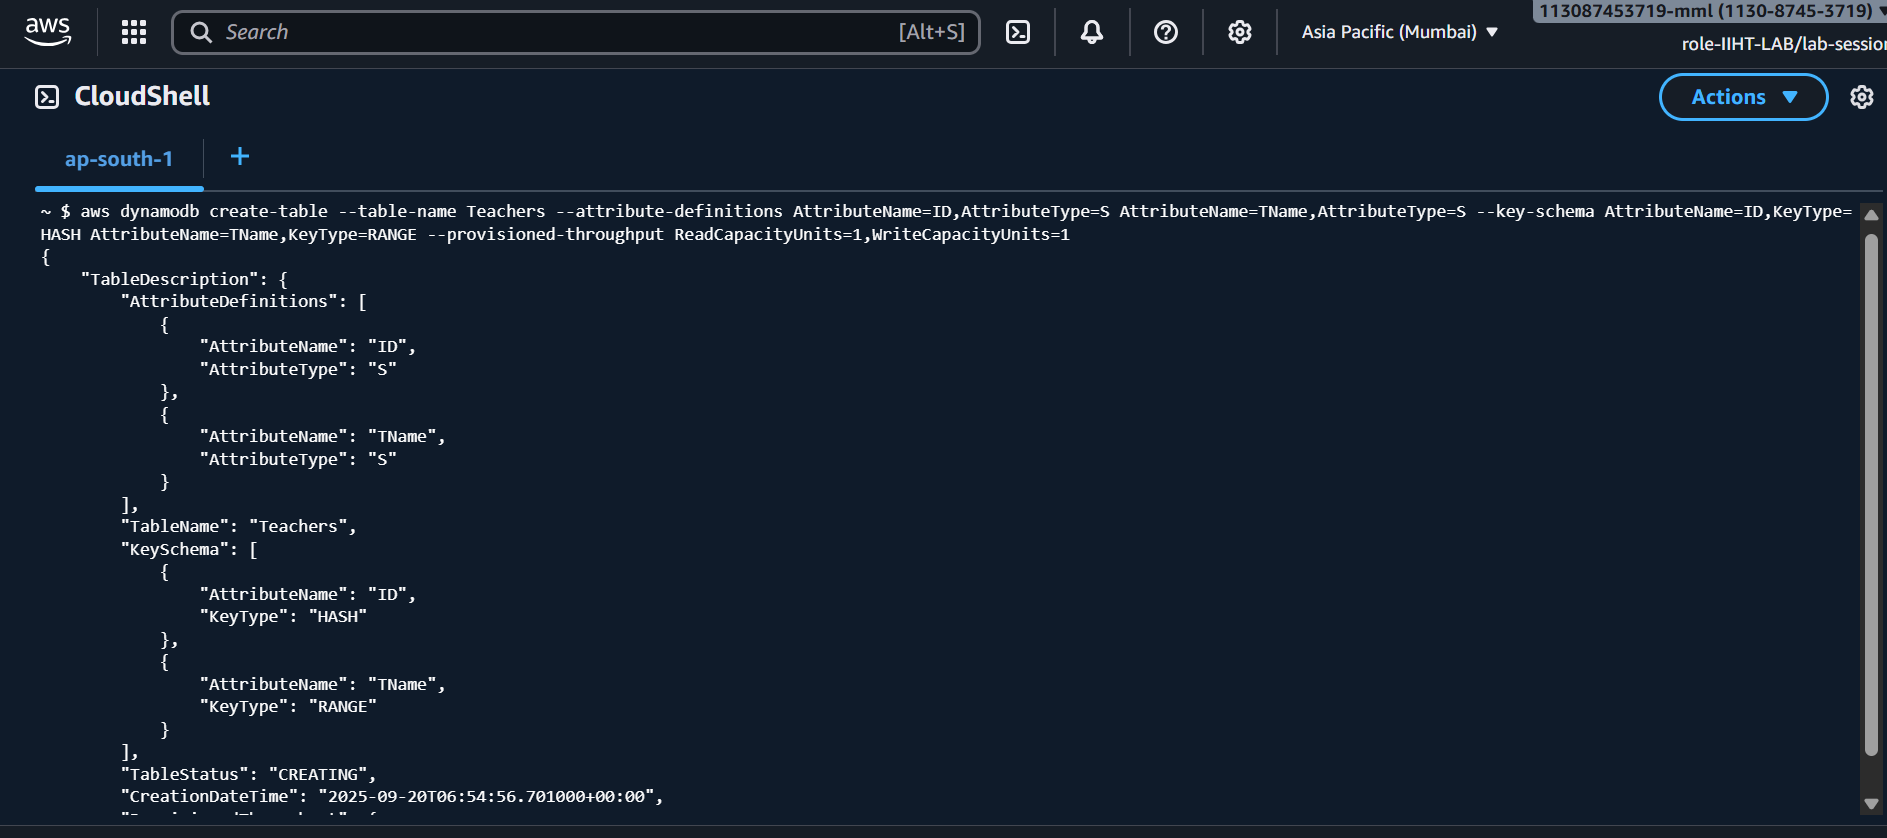 aws
Search
[Alt+S]
Asia Pacific (Mumbai)
113087453719-mml (1130-8745-3719)
role-IIHT-LAB/lab-session
CloudShell
Actions
ap-south-1
+
~ $ aws dynamodb create-table --table-name Teachers --attribute-definitions AttributeName=ID,AttributeType=S AttributeName=TName,AttributeType=S --key-schema AttributeName=ID,KeyType=
HASH AttributeName=TName,KeyType=RANGE --provisioned-throughput ReadCapacityUnits=1,WriteCapacityUnits=1
{
    "TableDescription": {
        "AttributeDefinitions": [
            {
                "AttributeName": "ID",
                "AttributeType": "S"
            },
            {
                "AttributeName": "TName",
                "AttributeType": "S"
            }
        ],
        "TableName": "Teachers",
        "KeySchema": [
            {
                "AttributeName": "ID",
                "KeyType": "HASH"
            },
            {
                "AttributeName": "TName",
                "KeyType": "RANGE"
            }
        ],
        "TableStatus": "CREATING",
        "CreationDateTime": "2025-09-20T06:54:56.701000+00:00",